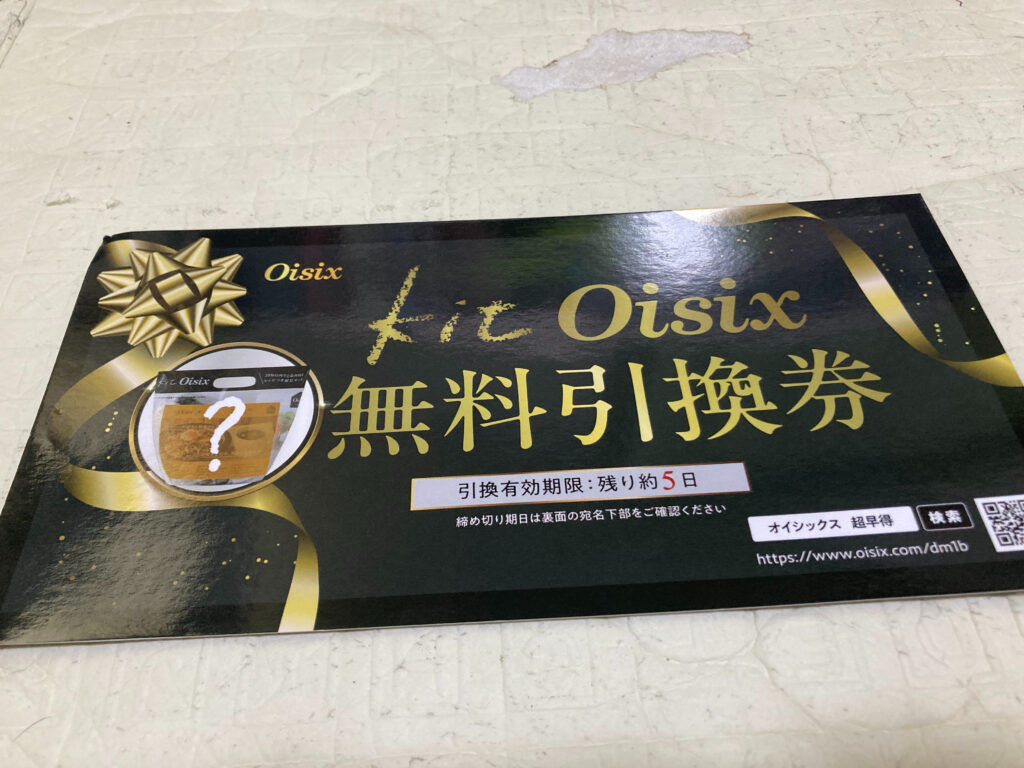 Oisix
kit Oisix
無料引換券
kit Oisix
?
引換有効期限：残り約5日
締め切り期日は裏面の宛名下部をご確認ください
オイシックス 超早得 検索
https://www.oisix.com/dm1b